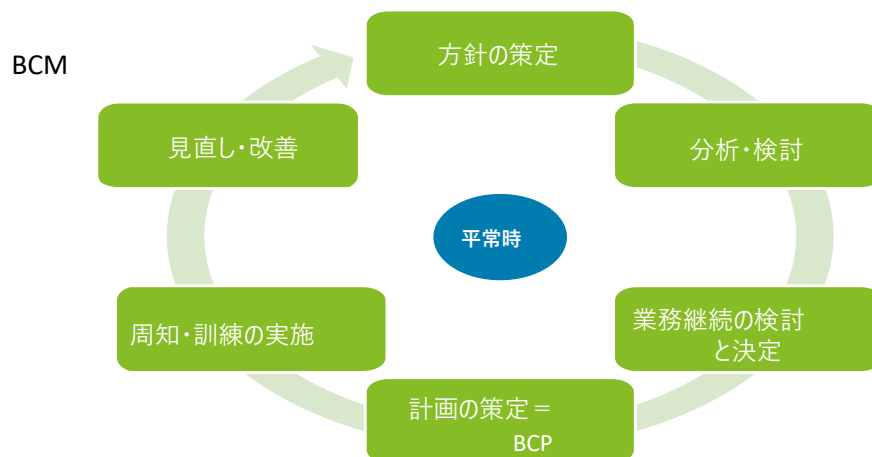 BCM
方針の策定
分析・検討
業務継続の検討
と決定
計画の策定＝
BCP
周知・訓練の実施
見直し・改善
平常時